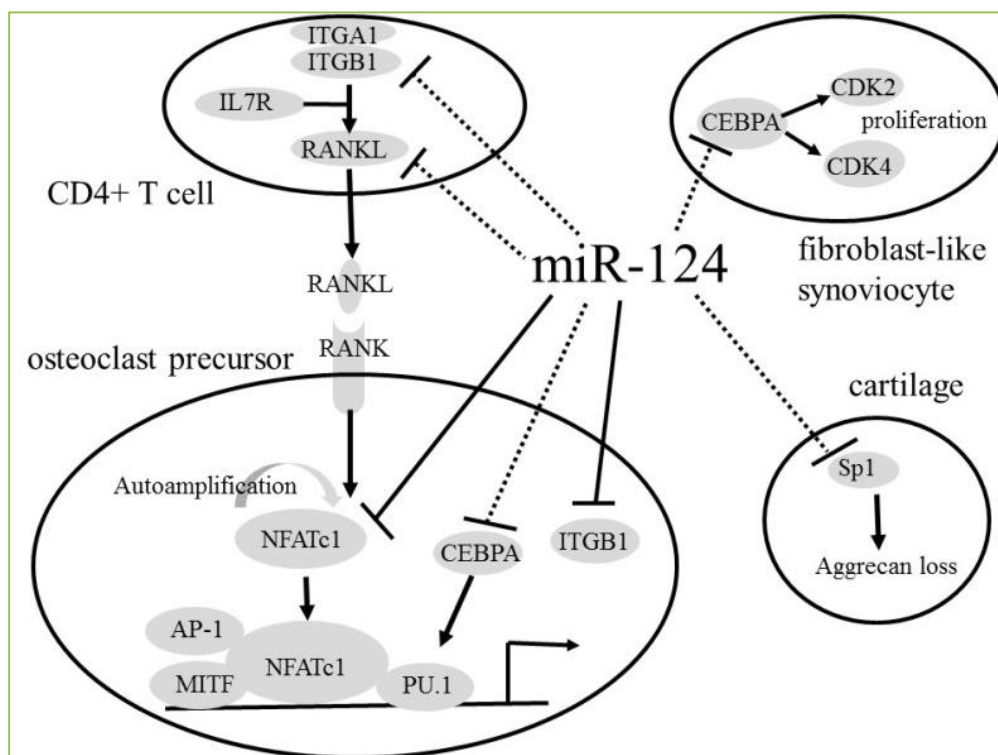 ITGA1
ITGB1
IL7R
RANKL
CD4+ T cell
CDK2
CEBPA
proliferation
CDK4
fibroblast-like
synoviocyte
miR-124
RANKL
RANK
osteoclast precursor
Autoamplification
NFATc1
CEBPA
ITGB1
AP-1
MITF
NFATc1
PU.1
cartilage
Sp1
Aggrecan loss